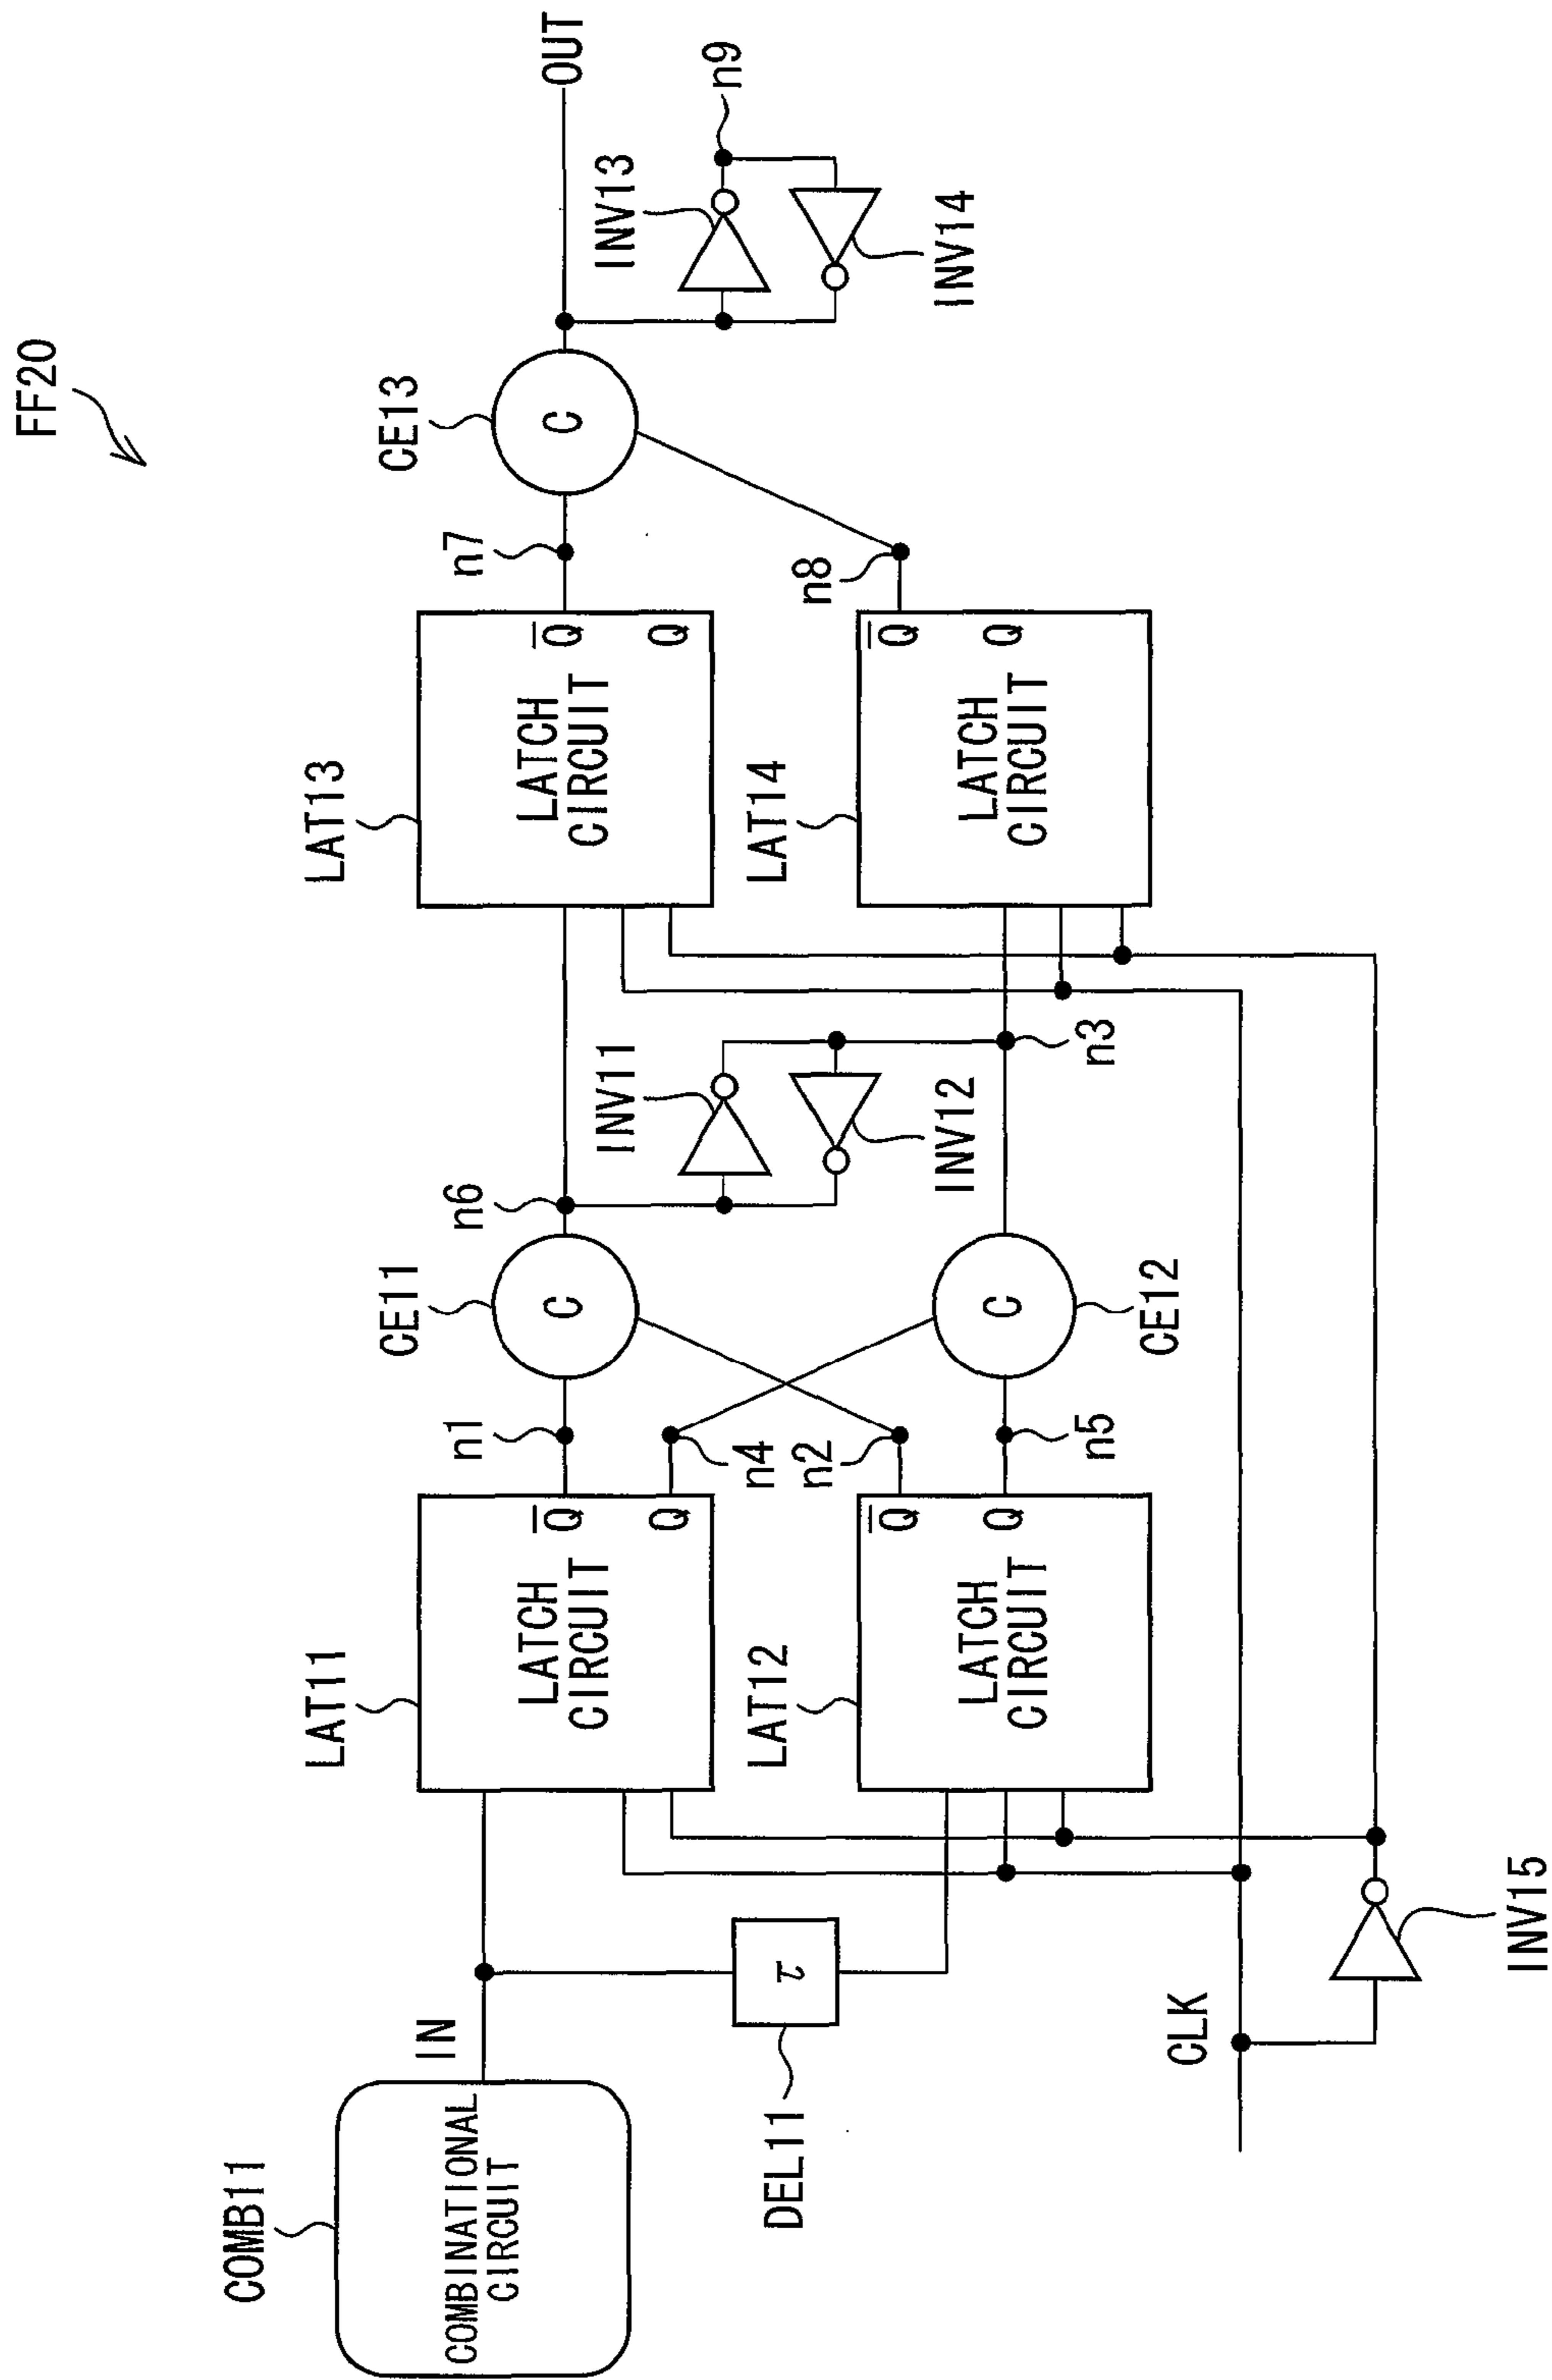 FF20
COMB11
COMBINATIONAL
CIRCUIT
IN
DEL11
τ
CLK
INV15
LAT11
LATCH
CIRCUIT
Q
Q
LAT12
LATCH
CIRCUIT
Q
Q
n1
n4
n2
n5
CE11
C
CE12
C
n6
INV11
INV12
n3
LAT13
LATCH
CIRCUIT
Q
Q
LAT14
LATCH
CIRCUIT
Q
Q
n7
n8
CE13
C
INV13
INV14
n9
OUT